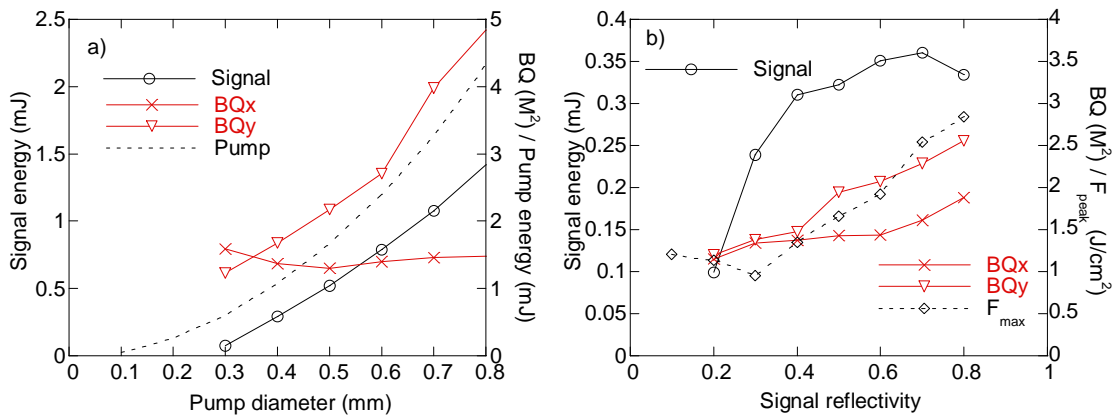 a)
Signal
BQx
BQy
Pump
Signal energy (mJ)
0
0.5
1
1.5
2
2.5
BQ (M²) / Pump energy (mJ)
0
1
2
3
4
5
0
0.1
0.2
0.3
0.4
0.5
0.6
0.7
0.8
Pump diameter (mm)
b)
Signal
BQx
BQy
F_max
Signal energy (mJ)
0
0.05
0.1
0.15
0.2
0.25
0.3
0.35
0.4
BQ (M²) / F_peak (J/cm²)
0
0.5
1
1.5
2
2.5
3
3.5
4
0
0.2
0.4
0.6
0.8
1
Signal reflectivity